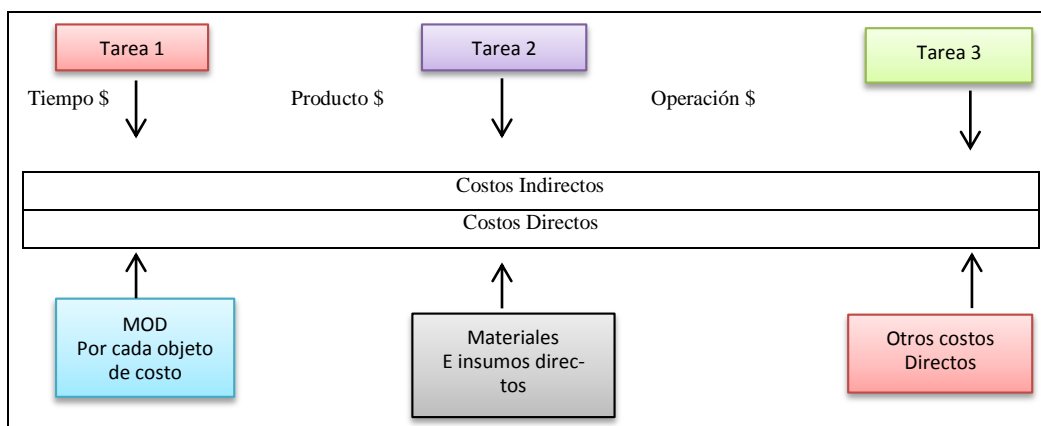 Tarea 1
Tarea 2
Tarea 3
Tiempo $
Producto $
Operación $
Costos Indirectos
Costos Directos
MOD
Por cada objeto
de costo
Materiales
E insumos direc-
tos
Otros costos
Directos